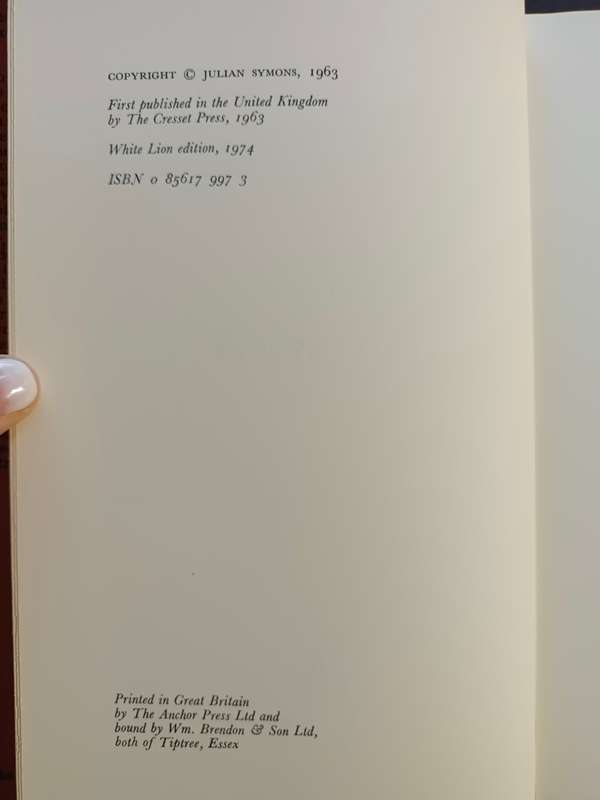 COPYRIGHT © JULIAN SYMONS, 1963
First published in the United Kingdom
by The Cresset Press, 1963
White Lion edition, 1974
ISBN 0 85617 997 3
Printed in Great Britain
by The Anchor Press Ltd and
bound by Wm. Brendon & Son Ltd,
both of Tiptree, Essex